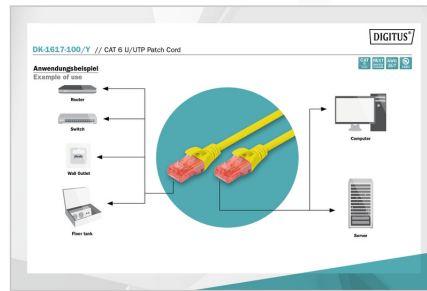 DIGITUS®
DK-1617-100/Y // CAT 6 U/UTP Patch Cord
Anwendungsbeispiel
Example of use
Router
Switch
Wall Outlet
Floor tank
Computer
Server